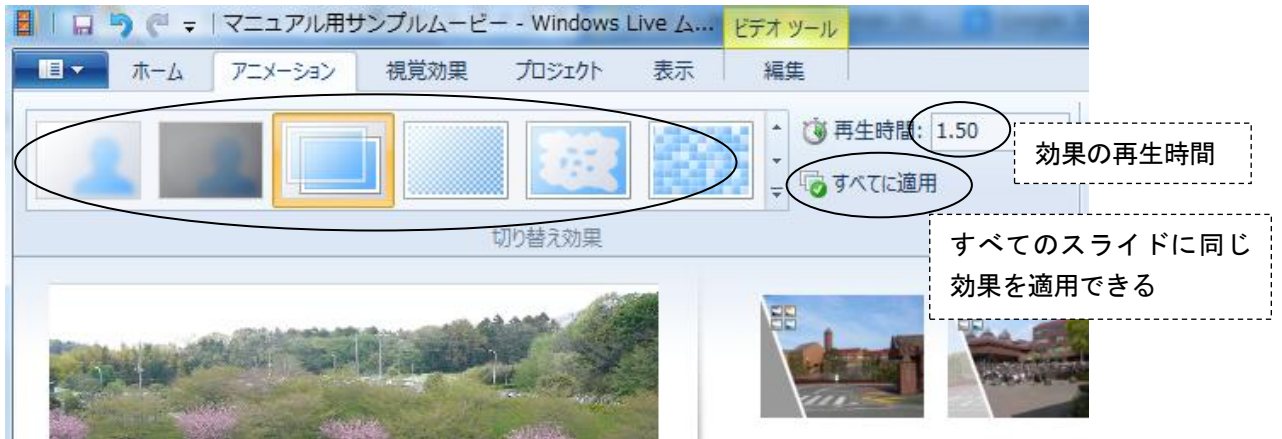 マニュアル用サンプルムービー - Windows Live ム... ビデオ ツール
ホーム アニメーション 視覚効果 プロジェクト 表示 編集
再生時間: 1.50
効果の再生時間
すべてに適用
切り替え効果
すべてのスライドに同じ
効果を適用できる